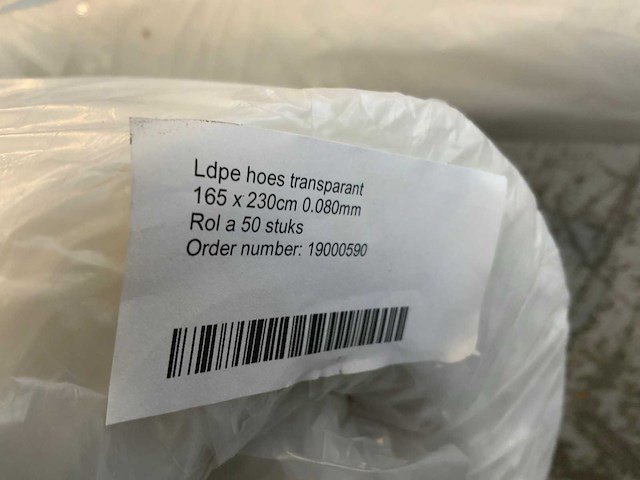 Ldpe hoes transparant
165 x 230cm 0.080mm
Rol a 50 stuks
Order number: 19000590